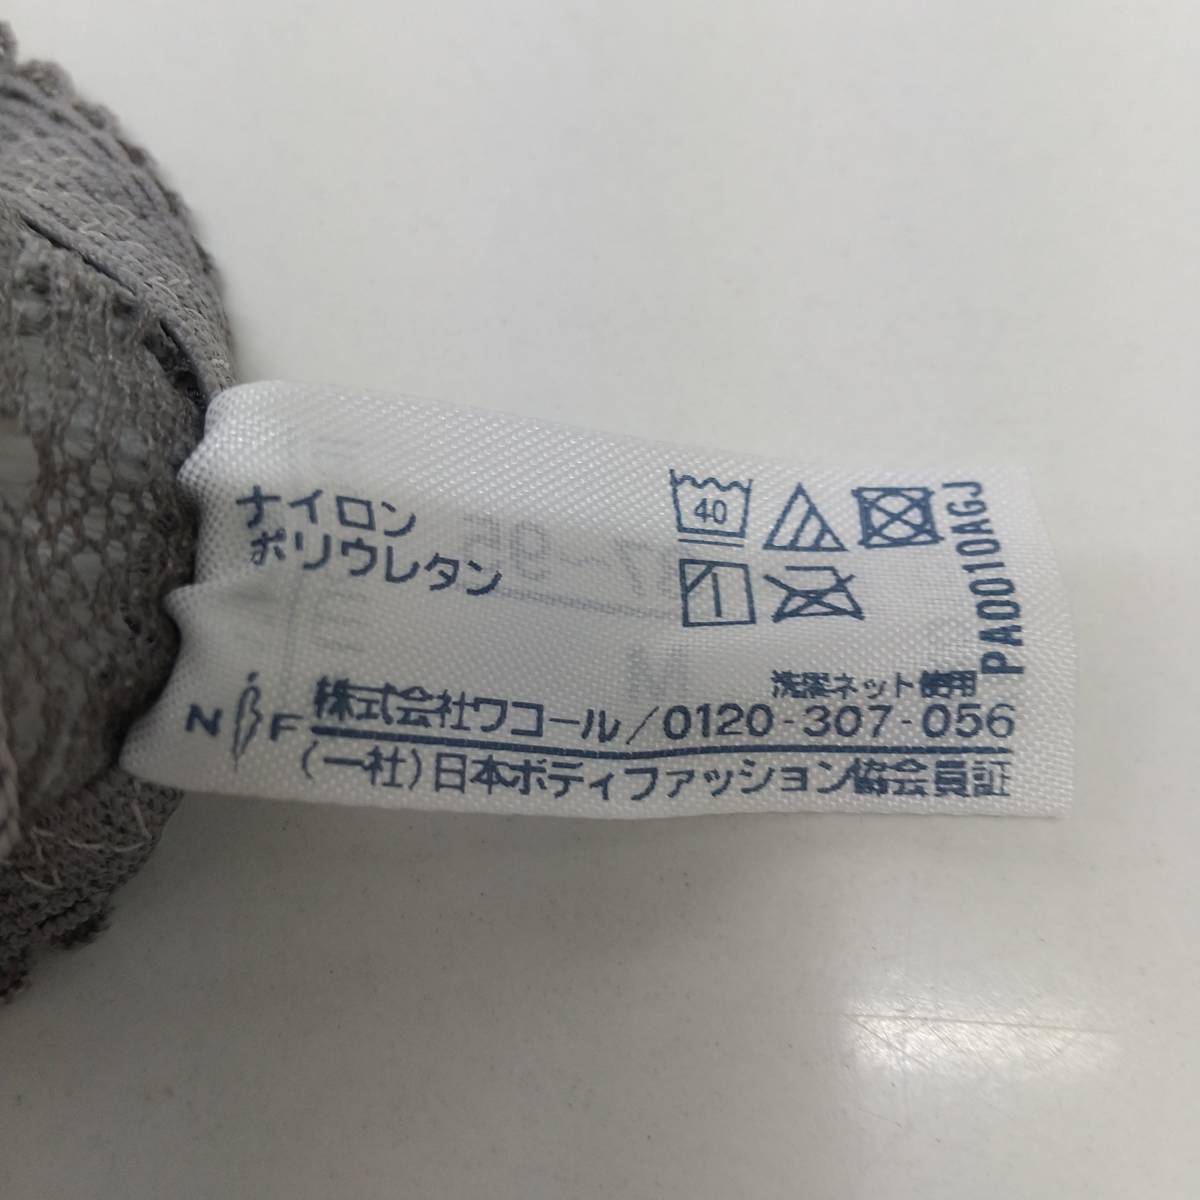 ナイロン
ポリウレタン
40
PA0010AGJ
洗濯ネット使用
NBF 株式会社ワコール/0120-307-056
(一社)日本ボディファッション協会員証